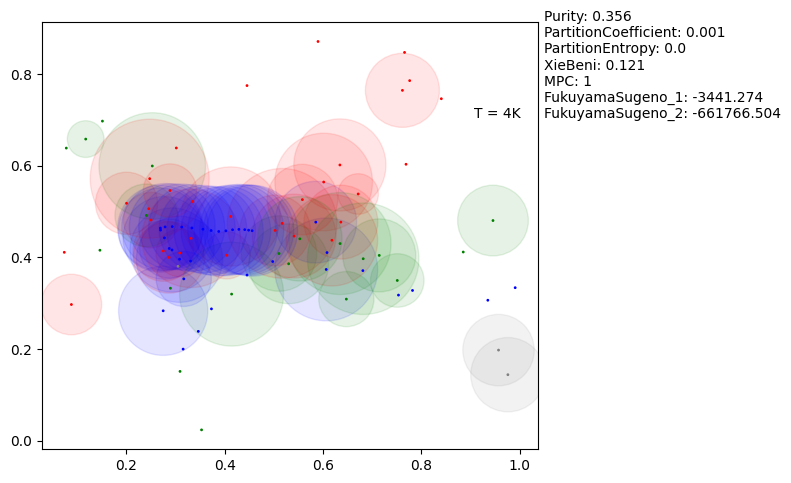 Purity: 0.356
PartitionCoefficient: 0.001
PartitionEntropy: 0.0
XieBeni: 0.121
MPC: 1
FukuyamaSugeno_1: -3441.274
FukuyamaSugeno_2: -661766.504
T = 4K
0.8
0.6
0.4
0.2
0.0
0.2 0.4 0.6 0.8 1.0